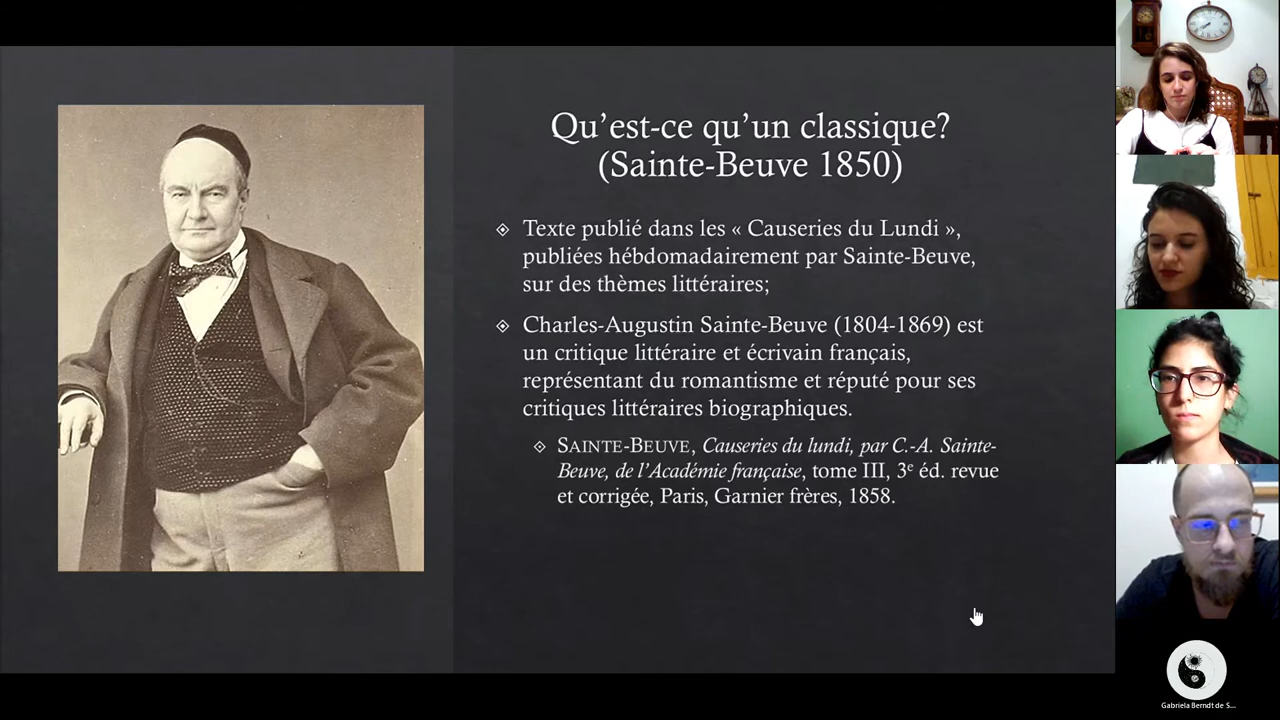 Qu’est-ce qu’un classique?
(Sainte-Beuve 1850)
Texte publié dans les « Causeries du Lundi »,
publiées hébdomadairement par Sainte-Beuve,
sur des thèmes littéraires;
Charles-Augustin Sainte-Beuve (1804-1869) est
un critique littéraire et écrivain français,
représentant du romantisme et réputé pour ses
critiques littéraires biographiques.
SAINTE-BEUVE, Causeries du lundi, par C.-A. Sainte-
Beuve, de l’Académie française, tome III, 3e éd. revue
et corrigée, Paris, Garnier frères, 1858.
Gabriela Berndt de S...